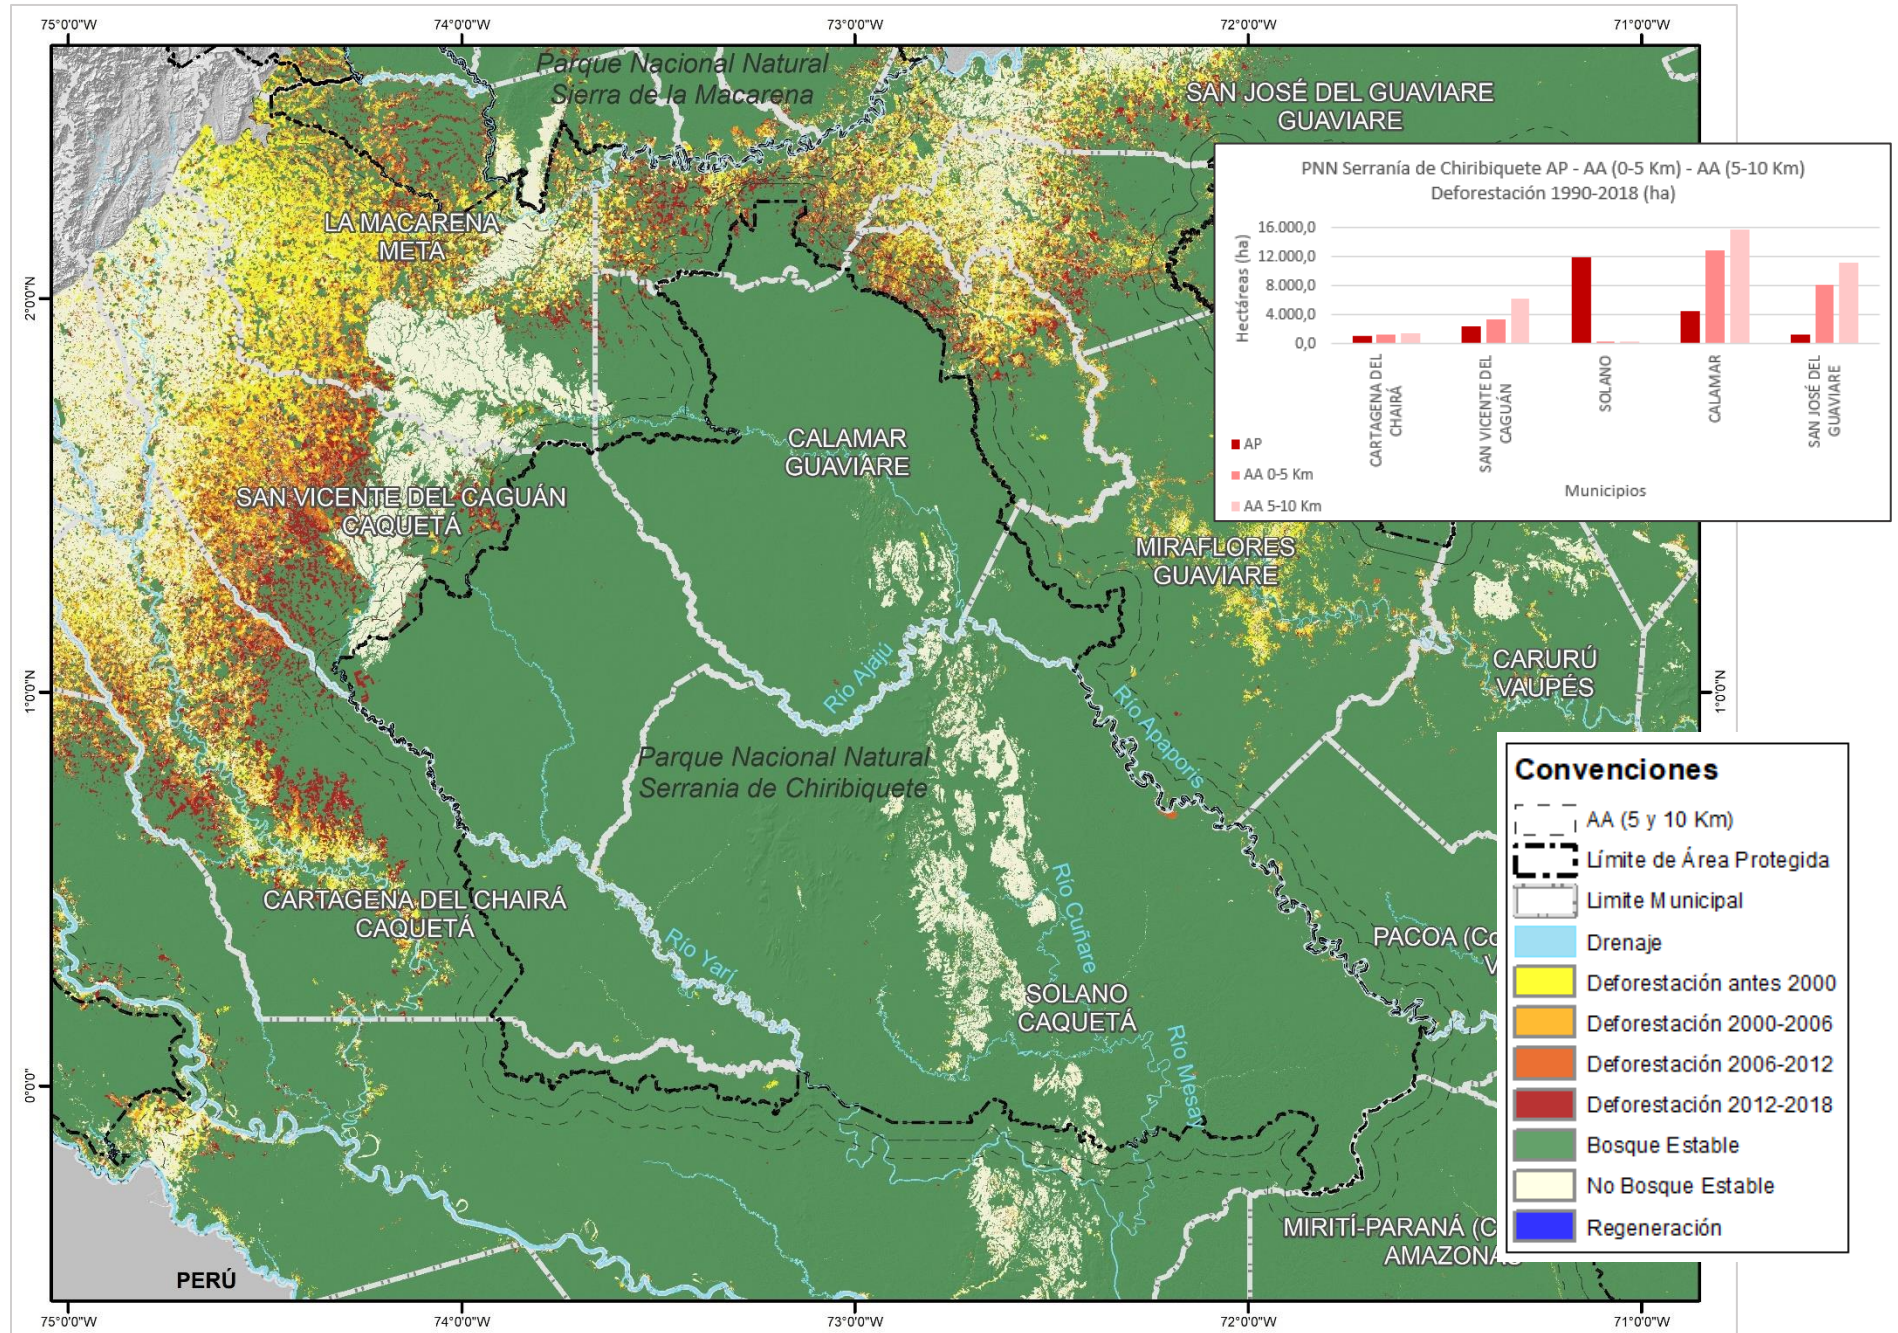 75°0'0"W
74°0'0"W
73°0'0"W
72°0'0"W
71°0'0"W
Parque Nacional Natural
Sierra de la Macarena
SAN JOSÉ DEL GUAVIARE
GUAVIARE
LA MACARENA
META
2°0'0"N
PNN Serranía de Chiribiquete AP - AA (0-5 Km) - AA (5-10 Km)
Deforestación 1990-2018 (ha)
Hectáreas (ha)
16.000,0
12.000,0
8.000,0
4.000,0
0,0
CARTAGENA DEL
CHAIRÁ
SAN VICENTE DEL
CAGUÁN
SOLANO
CALAMAR
SAN JOSÉ DEL
GUAVIARE
AP
AA 0-5 Km
AA 5-10 Km
Municipios
CALAMAR
GUAVIARE
SAN VICENTE DEL CAGUÁN
CAQUETÁ
MIRAFLORES
GUAVIARE
CARURÚ
VAUPÉS
1°0'0"N
1°0'0"N
Río Ajajú
Río Apaporis
Parque Nacional Natural
Serrania de Chiribiquete
CARTAGENA DEL CHAIRÁ
CAQUETÁ
Río Yarí
Río Cuñare
PACOA (Co
V
SOLANO
CAQUETÁ
Río Mesay
0°0'0"
Convenciones
AA (5 y 10 Km)
Límite de Área Protegida
Limite Municipal
Drenaje
Deforestación antes 2000
Deforestación 2000-2006
Deforestación 2006-2012
Deforestación 2012-2018
Bosque Estable
No Bosque Estable
Regeneración
MIRITÍ-PARANÁ (C
AMAZONAS
PERÚ
75°0'0"W
74°0'0"W
73°0'0"W
72°0'0"W
71°0'0"W